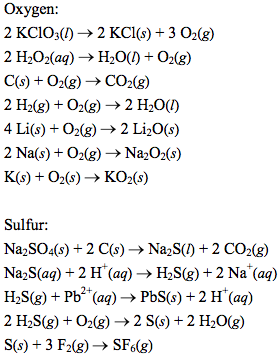 Oxygen:
2 KClO₃(l) → 2 KCl(s) + 3 O₂(g)
2 H₂O₂(aq) → H₂O(l) + O₂(g)
C(s) + O₂(g) → CO₂(g)
2 H₂(g) + O₂(g) → 2 H₂O(l)
4 Li(s) + O₂(g) → 2 Li₂O(s)
2 Na(s) + O₂(g) → Na₂O₂(s)
K(s) + O₂(s) → KO₂(s)
Sulfur:
Na₂SO₄(s) + 2 C(s) → Na₂S(l) + 2 CO₂(g)
Na₂S(aq) + 2 H⁺(aq) → H₂S(g) + 2 Na⁺(aq)
H₂S(g) + Pb²⁺(aq) → PbS(s) + 2 H⁺(aq)
2 H₂S(g) + O₂(g) → 2 S(s) + 2 H₂O(g)
S(s) + 3 F₂(g) → SF₆(g)